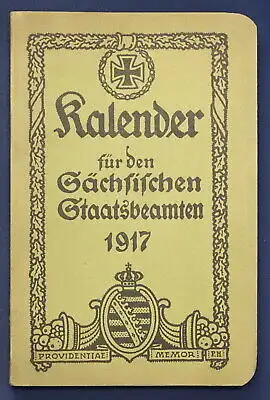 Kalender
für den
Sächsischen
Staatsbeamten
1917
PROVIDENTIAE MEMOR